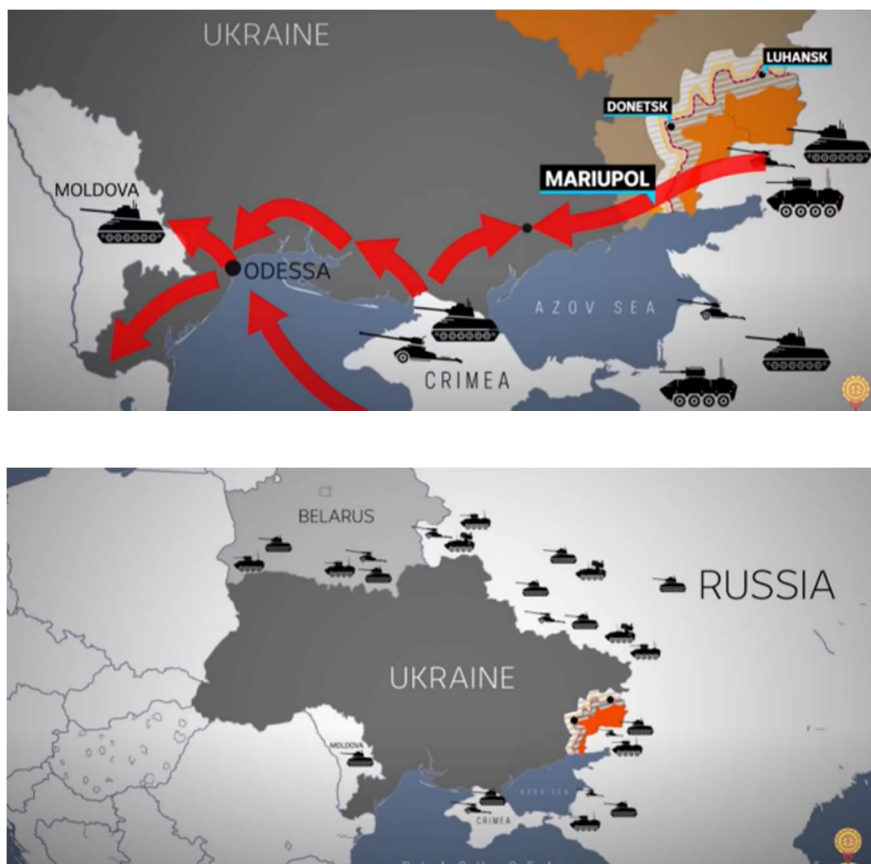 UKRAINE
LUHANSK
DONETSK
MARIUPOL
MOLDOVA
ODESSA
AZOV SEA
CRIMEA
BELARUS
RUSSIA
UKRAINE
MOLDOVA
AZOV SEA
CRIMEA